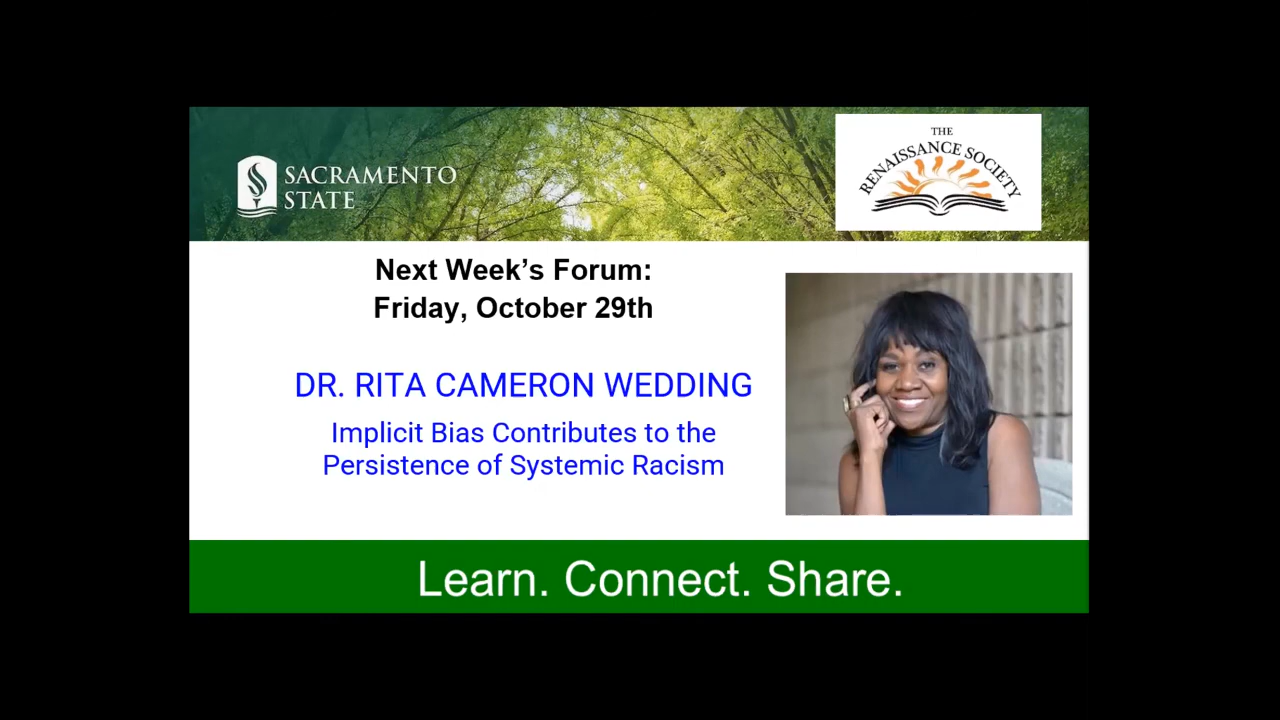 SACRAMENTO
STATE
THE
RENAISSANCE SOCIETY
Next Week’s Forum:
Friday, October 29th
DR. RITA CAMERON WEDDING
Implicit Bias Contributes to the
Persistence of Systemic Racism
Learn. Connect. Share.